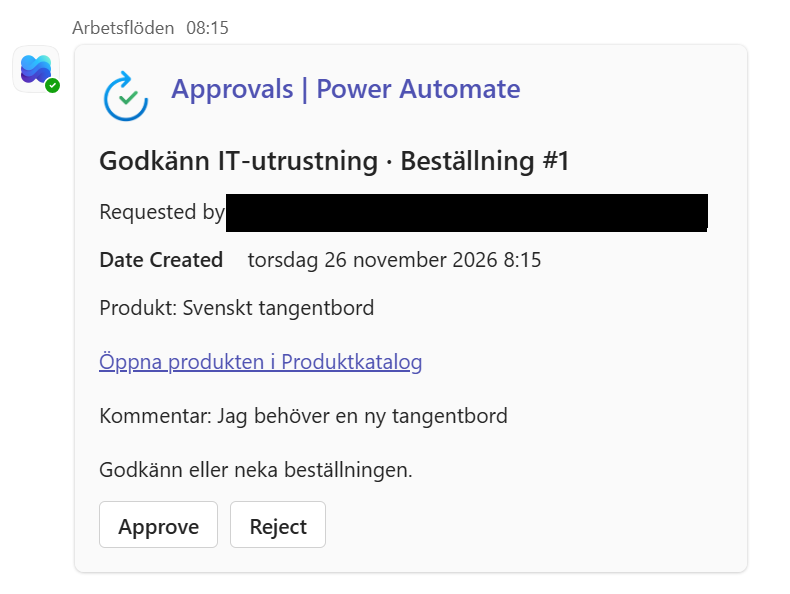 Arbetsflöden 08:15
Approvals | Power Automate
Godkänn IT-utrustning · Beställning #1
Requested by
Date Created torsdag 26 november 2026 8:15
Produkt: Svenskt tangentbord
Öppna produkten i Produktkatalog
Kommentar: Jag behöver en ny tangentbord
Godkänn eller neka beställningen.
Approve Reject